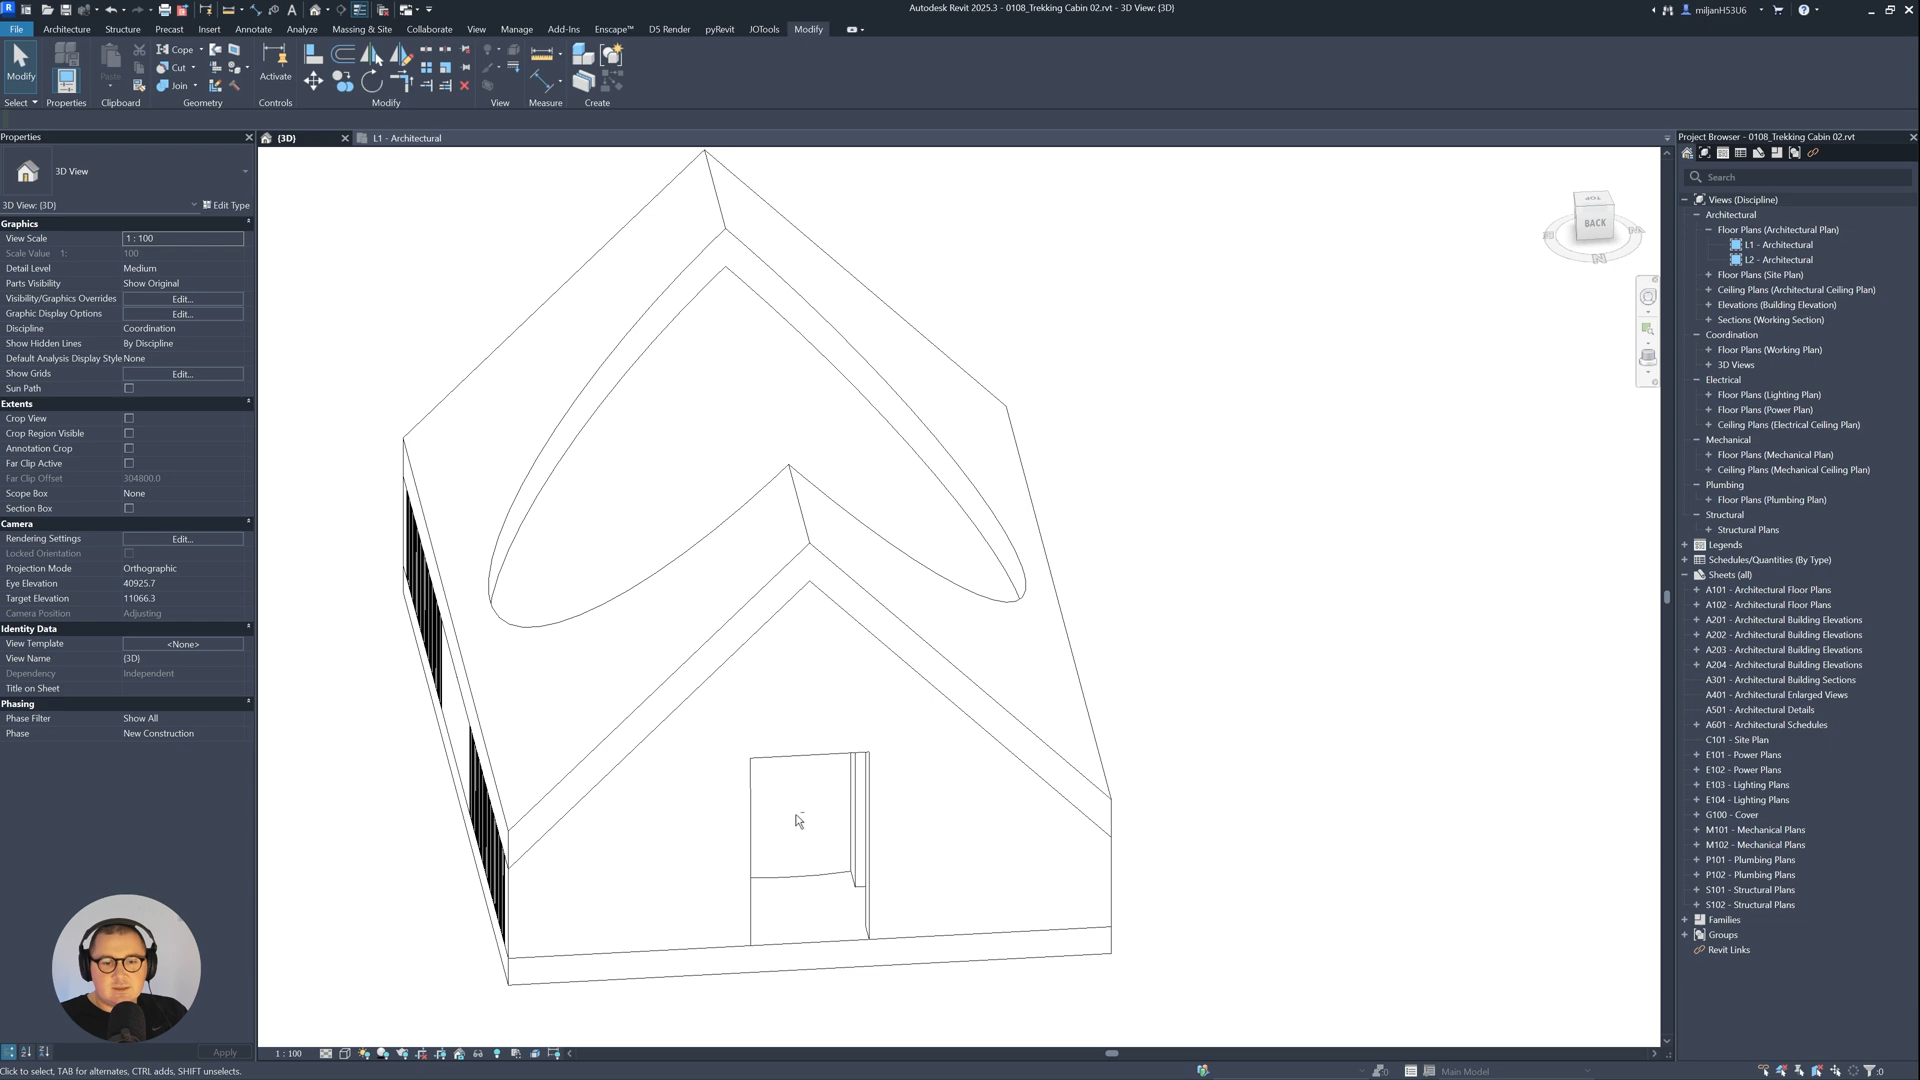 Autodesk Revit 2025.3 - 0108_Trekking Cabin 02.rvt - 3D View: {3D}
miljanH53U6
File Architecture Structure Precast Insert Annotate Analyze Massing & Site Collaborate View Manage Add-Ins Enscape™ D5 Render pyRevit JOTools Modify
Modify
Paste
Cope
Cut
Join
Activate
Select Properties Clipboard Geometry Controls Modify View Measure Create
Properties
{3D}
L1 - Architectural
3D View
3D View: {3D}
Edit Type
Graphics
View Scale 1 : 100
Scale Value 1: 100
Detail Level Medium
Parts Visibility Show Original
Visibility/Graphics Overrides Edit...
Graphic Display Options Edit...
Discipline Coordination
Show Hidden Lines By Discipline
Default Analysis Display Style None
Show Grids Edit...
Sun Path
Extents
Crop View
Crop Region Visible
Annotation Crop
Far Clip Active
Far Clip Offset 304800.0
Scope Box None
Section Box
Camera
Rendering Settings Edit...
Locked Orientation
Projection Mode Orthographic
Eye Elevation 40925.7
Target Elevation 11066.3
Camera Position Adjusting
Identity Data
View Template <None>
View Name {3D}
Dependency Independent
Title on Sheet
Phasing
Phase Filter Show All
Phase New Construction
Apply
TOP
BACK
N
Project Browser - 0108_Trekking Cabin 02.rvt
Search
Views (Discipline)
Architectural
Floor Plans (Architectural Plan)
L1 - Architectural
L2 - Architectural
Floor Plans (Site Plan)
Ceiling Plans (Architectural Ceiling Plan)
Elevations (Building Elevation)
Sections (Working Section)
Coordination
Floor Plans (Working Plan)
3D Views
Electrical
Floor Plans (Lighting Plan)
Floor Plans (Power Plan)
Ceiling Plans (Electrical Ceiling Plan)
Mechanical
Floor Plans (Mechanical Plan)
Ceiling Plans (Mechanical Ceiling Plan)
Plumbing
Floor Plans (Plumbing Plan)
Structural
Structural Plans
Legends
Schedules/Quantities (By Type)
Sheets (all)
A101 - Architectural Floor Plans
A102 - Architectural Floor Plans
A201 - Architectural Building Elevations
A202 - Architectural Building Elevations
A203 - Architectural Building Elevations
A204 - Architectural Building Elevations
A301 - Architectural Building Sections
A401 - Architectural Enlarged Views
A501 - Architectural Details
A601 - Architectural Schedules
C101 - Site Plan
E101 - Power Plans
E102 - Power Plans
E103 - Lighting Plans
E104 - Lighting Plans
G100 - Cover
M101 - Mechanical Plans
M102 - Mechanical Plans
P101 - Plumbing Plans
P102 - Plumbing Plans
S101 - Structural Plans
S102 - Structural Plans
Families
Groups
Revit Links
1 : 100
Click to select, TAB for alternates, CTRL adds, SHIFT unselects.
:0
Main Model
:0